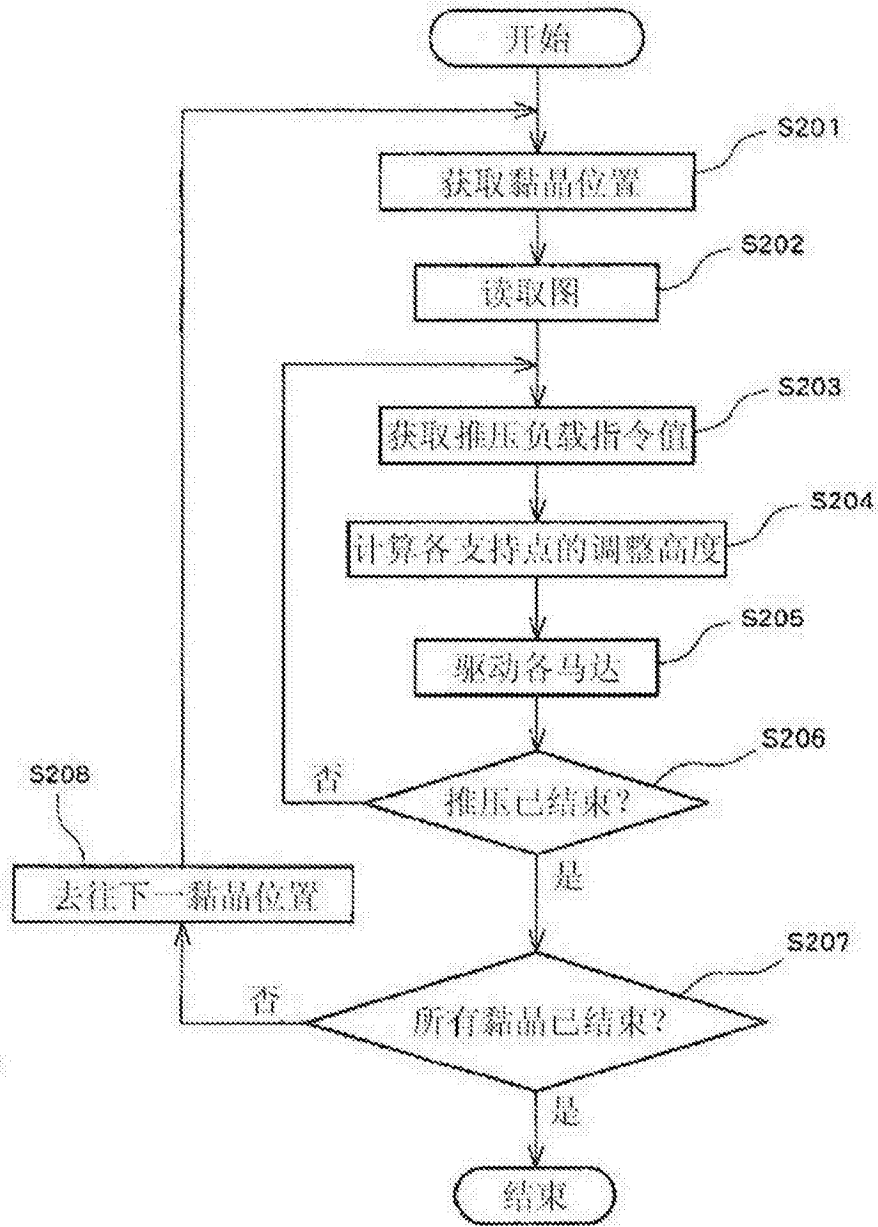 开始
S201
获取黏晶位置
S202
读取图
S203
获取推压负载指令值
S204
计算各支持点的调整高度
S205
驱动各马达
S206
推压已结束?
否
是
S208
去往下一黏晶位置
S207
所有黏晶已结束?
否
是
结束